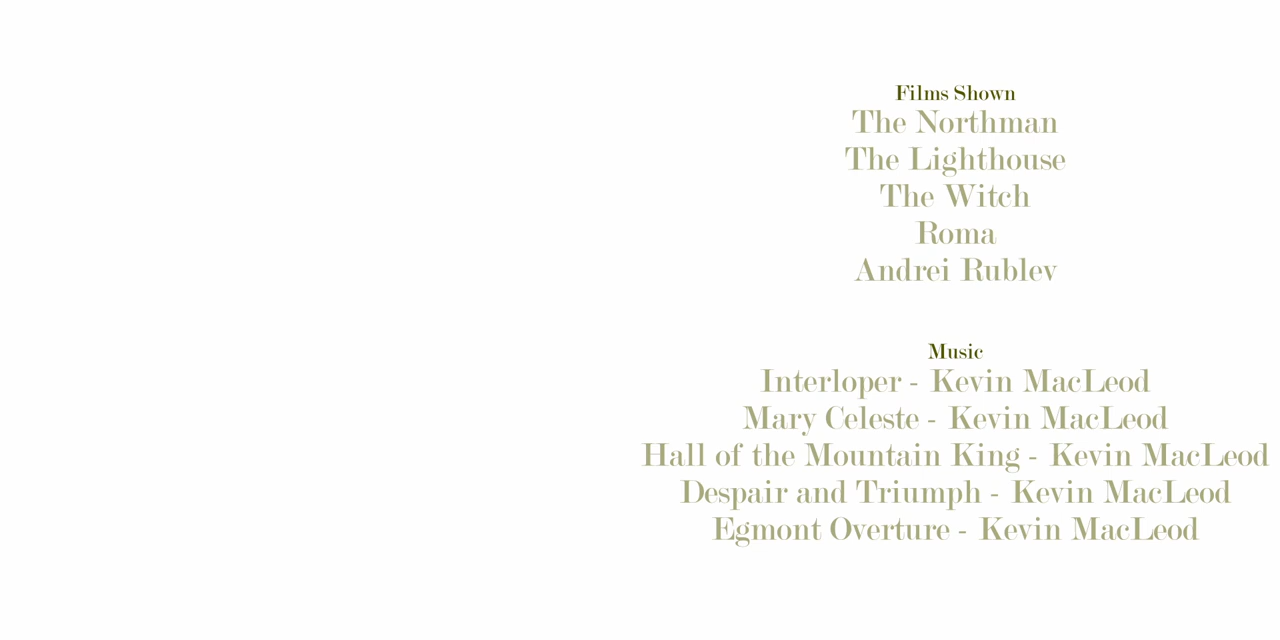 Films Shown
The Northman
The Lighthouse
The Witch
Roma
Andrei Rublev
Music
Interloper - Kevin MacLeod
Mary Celeste - Kevin MacLeod
Hall of the Mountain King - Kevin MacLeod
Despair and Triumph - Kevin MacLeod
Egmont Overture - Kevin MacLeod